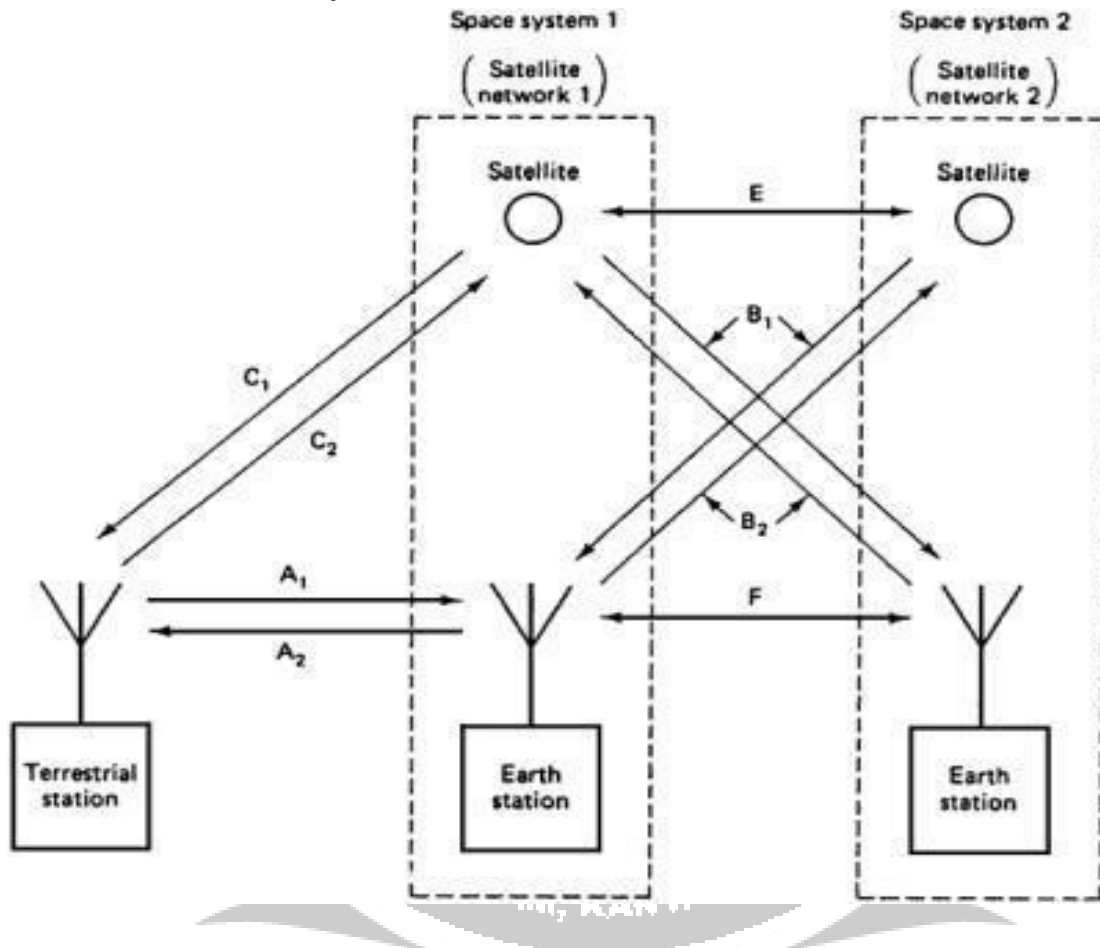 Space system 1
Space system 2
(Satellite
network 1)
(Satellite
network 2)
Satellite
Satellite
E
B₁
C₁
C₂
B₂
A₁
F
A₂
Terrestrial
station
Earth
station
Earth
station